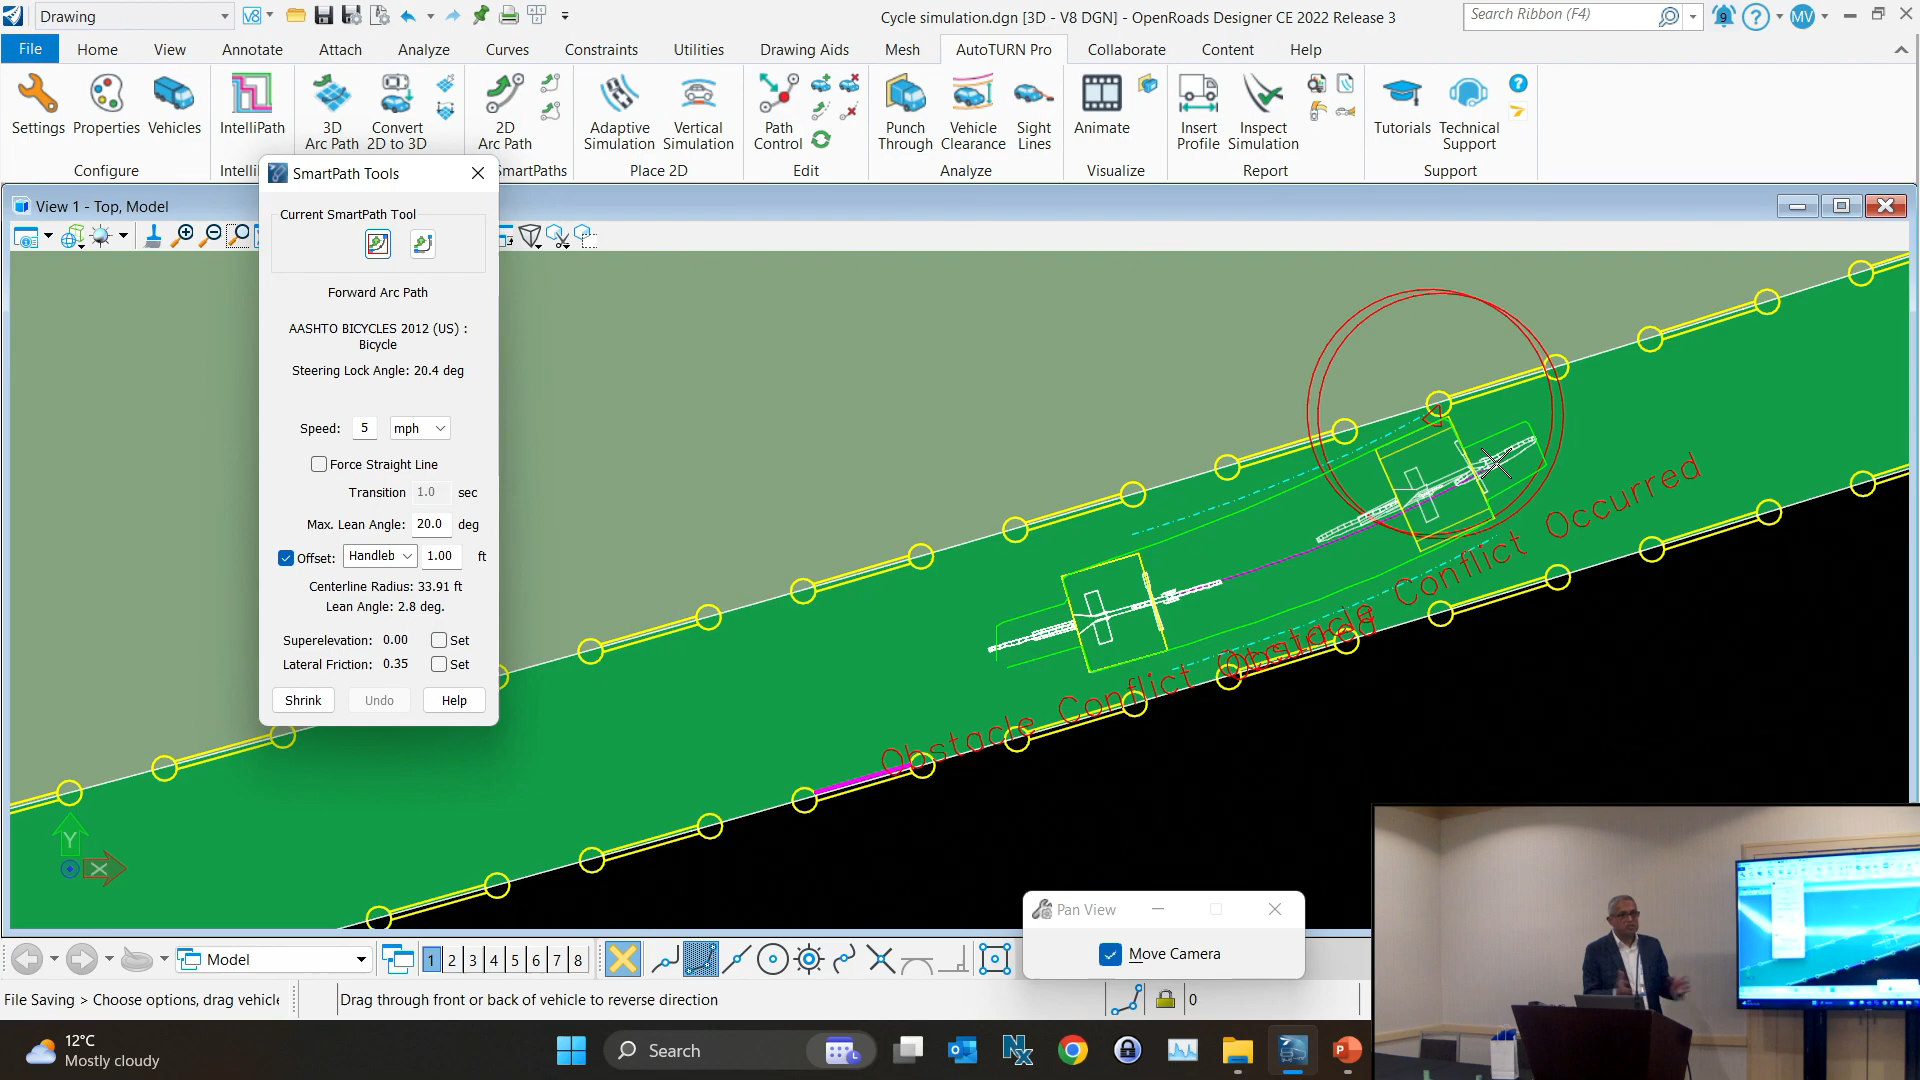 Drawing
V8
Cycle simulation.dgn [3D - V8 DGN] - OpenRoads Designer CE 2022 Release 3
Search Ribbon (F4)
9
?
MV
File
Home
View
Annotate
Attach
Analyze
Curves
Constraints
Utilities
Drawing Aids
Mesh
AutoTURN Pro
Collaborate
Content
Help
Settings
Properties
Vehicles
IntelliPath
3D
Arc Path
Convert
2D to 3D
2D
Arc Path
Adaptive
Simulation
Vertical
Simulation
Path
Control
Punch
Through
Vehicle
Clearance
Sight
Lines
Animate
Insert
Profile
Inspect
Simulation
Tutorials
Technical
Support
Configure
Intelli
SmartPaths
Place 2D
Edit
Analyze
Visualize
Report
Support
SmartPath Tools
View 1 - Top, Model
Current SmartPath Tool
Forward Arc Path
AASHTO BICYCLES 2012 (US) :
Bicycle
Steering Lock Angle: 20.4 deg
Speed: 5 mph
Force Straight Line
Transition 1.0 sec
Max. Lean Angle: 20.0 deg
Offset: Handleb 1.00 ft
Centerline Radius: 33.91 ft
Lean Angle: 2.8 deg.
Superelevation: 0.00 Set
Lateral Friction: 0.35 Set
Shrink
Undo
Help
Obstacle Conflict Occurred
Obstacle Conflict Occurred
Y
X
Pan View
Move Camera
Model
1 2 3 4 5 6 7 8
File Saving > Choose options, drag vehicle
Drag through front or back of vehicle to reverse direction
0
12°C
Mostly cloudy
Search